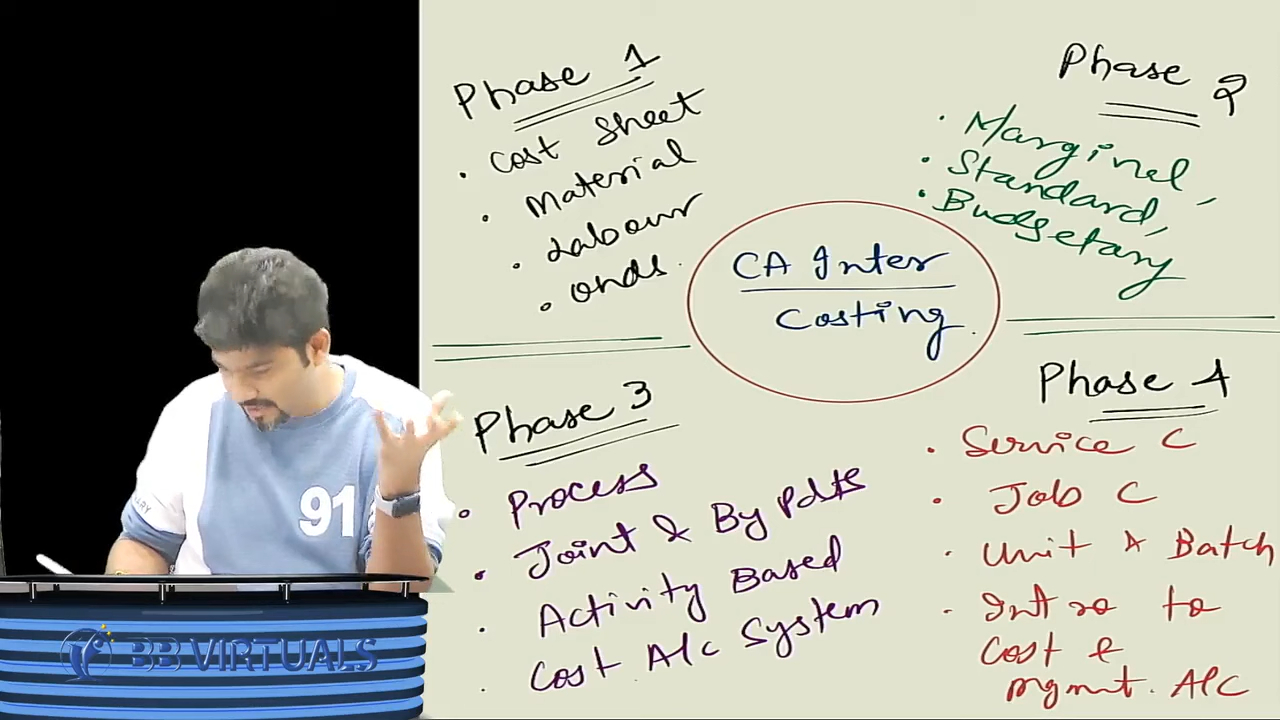 Phase 1
• Cost Sheet
• Material
• Labour
• OHDs.
Phase 2
• Marginal,
• Standard,
• Budgetary
CA Inter
Costing.
Phase 3
• Process
• Joint & By Pdts
• Activity Based
• Cost A/c System
Phase 4
• Service C
• Job C
• Unit & Batch
• Intro to
Cost &
mgmt. A/C
91
BB VIRTUALS